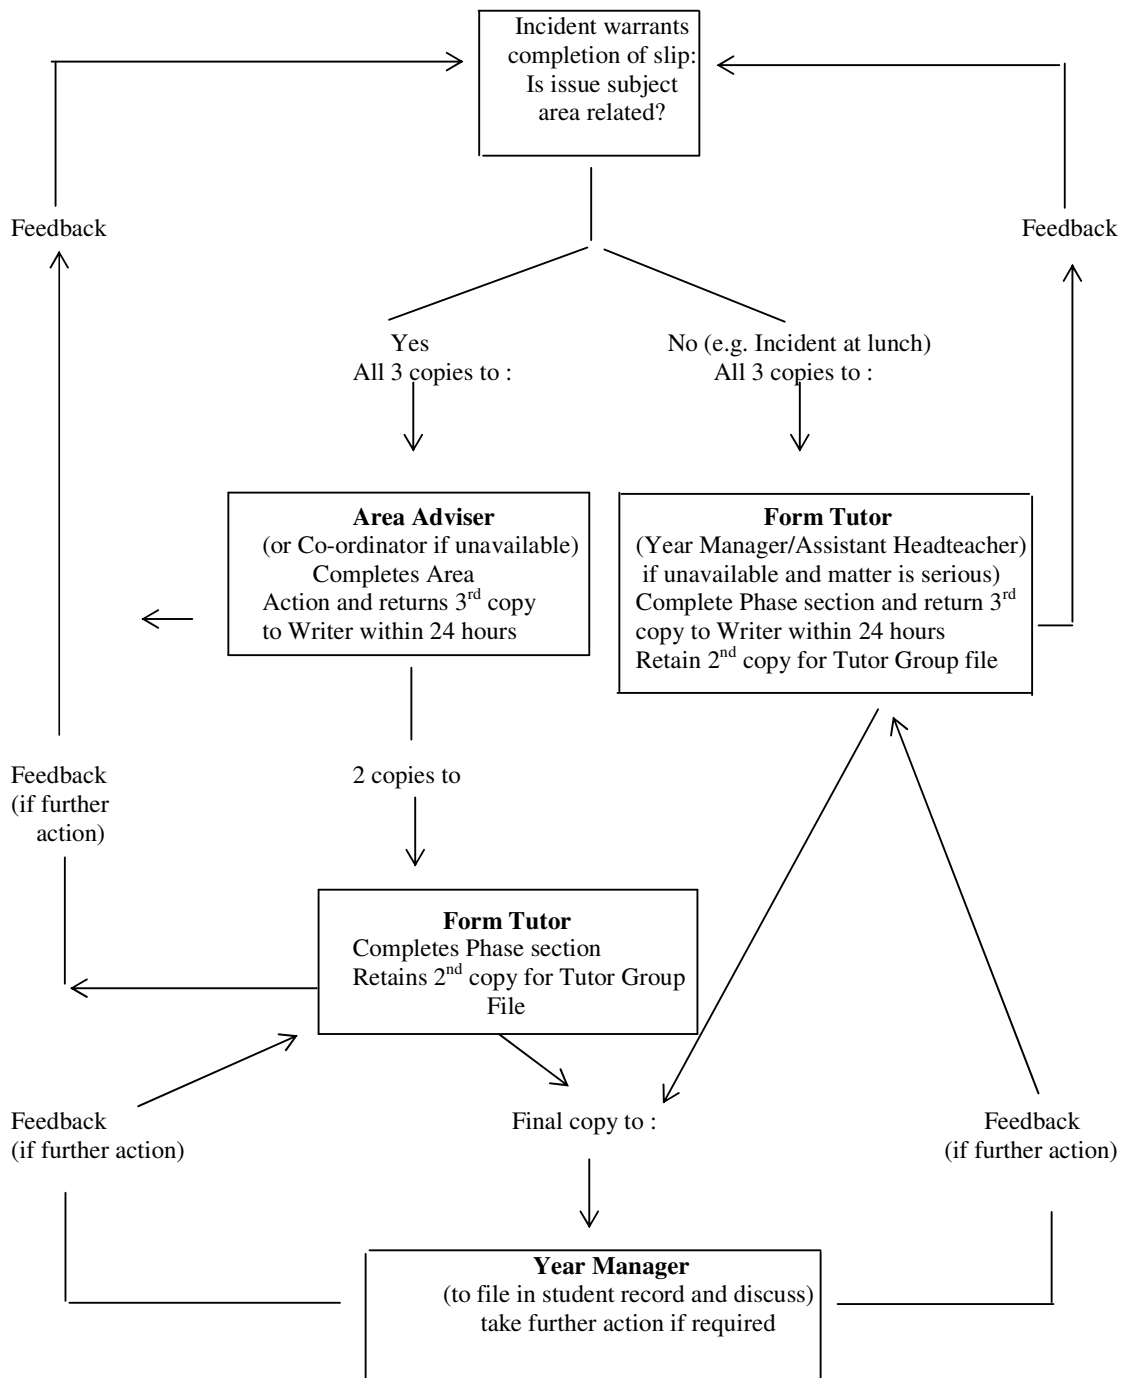 Incident warrants
completion of slip:
Is issue subject
area related?
Feedback
Feedback
Yes
All 3 copies to :
No (e.g. Incident at lunch)
All 3 copies to :
Area Adviser
(or Co-ordinator if unavailable)
Completes Area
Action and returns 3rd copy
to Writer within 24 hours
Form Tutor
(Year Manager/Assistant Headteacher)
if unavailable and matter is serious)
Complete Phase section and return 3rd
copy to Writer within 24 hours
Retain 2nd copy for Tutor Group file
Feedback
(if further
action)
2 copies to
Form Tutor
Completes Phase section
Retains 2nd copy for Tutor Group
File
Feedback
(if further action)
Final copy to :
Feedback
(if further action)
Year Manager
(to file in student record and discuss)
take further action if required